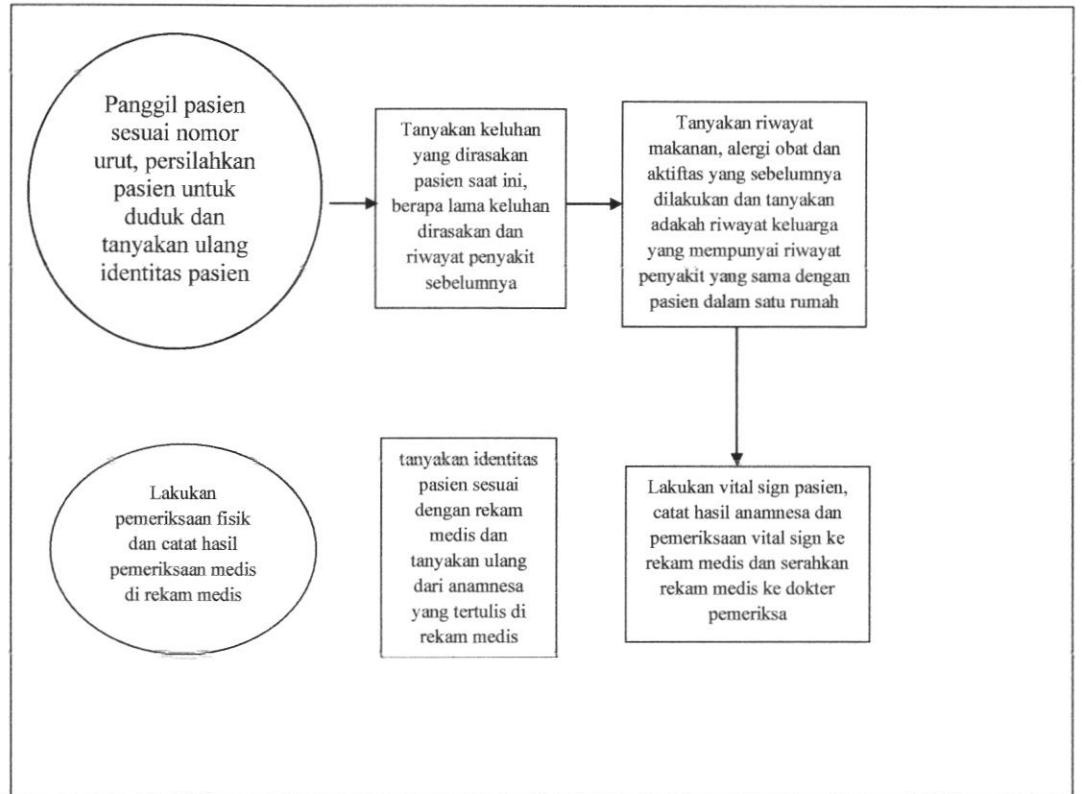 Panggil pasien
sesuai nomor
urut, persilahkan
pasien untuk
duduk dan
tanyakan ulang
identitas pasien
Tanyakan keluhan
yang dirasakan
pasien saat ini,
berapa lama keluhan
dirasakan dan
riwayat penyakit
sebelumnya
Tanyakan riwayat
makanan, alergi obat dan
aktiftas yang sebelumnya
dilakukan dan tanyakan
adakah riwayat keluarga
yang mempunyai riwayat
penyakit yang sama dengan
pasien dalam satu rumah
Lakukan vital sign pasien,
catat hasil anamnesa dan
pemeriksaan vital sign ke
rekam medis dan serahkan
rekam medis ke dokter
pemeriksa
tanyakan identitas
pasien sesuai
dengan rekam
medis dan
tanyakan ulang
dari anamnesa
yang tertulis di
rekam medis
Lakukan
pemeriksaan fisik
dan catat hasil
pemeriksaan medis
di rekam medis